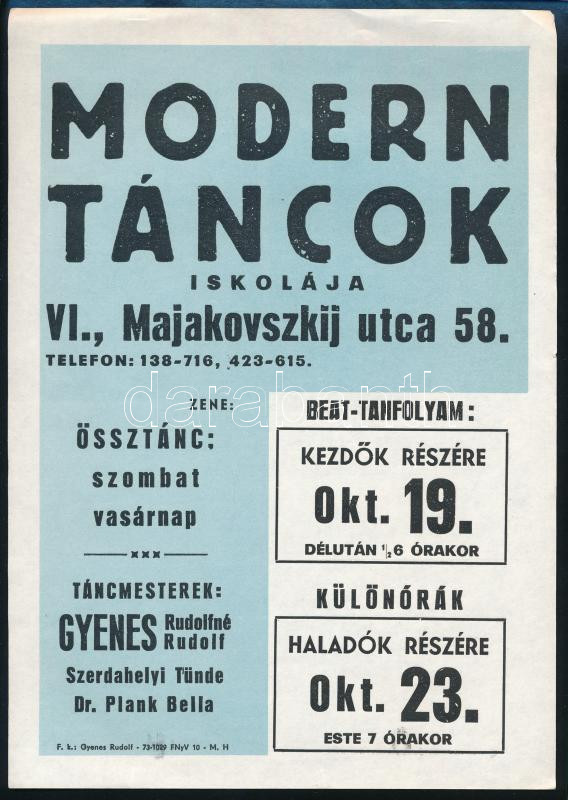 MODERN
TÁNCOK
ISKOLÁJA
VI., Majakovszkij utca 58.
TELEFON: 138-716, 423-615.
darabanth
ZENE:
ÖSSZTÁNC:
szombat
vasárnap
TÁNCMESTEREK:
GYENES Rudolfné
Rudolf
Szerdahelyi Tünde
Dr. Plank Bella
F. k.: Gyenes Rudolf - 73-1029 FNyV 10 - M. H
BEAT-TANFOLYAM:
KEZDŐK RÉSZÉRE
Okt. 19.
DÉLUTÁN 1/2 6 ÓRAKOR
KÜLÖNÓRÁK
HALADÓK RÉSZÉRE
Okt. 23.
ESTE 7 ÓRAKOR